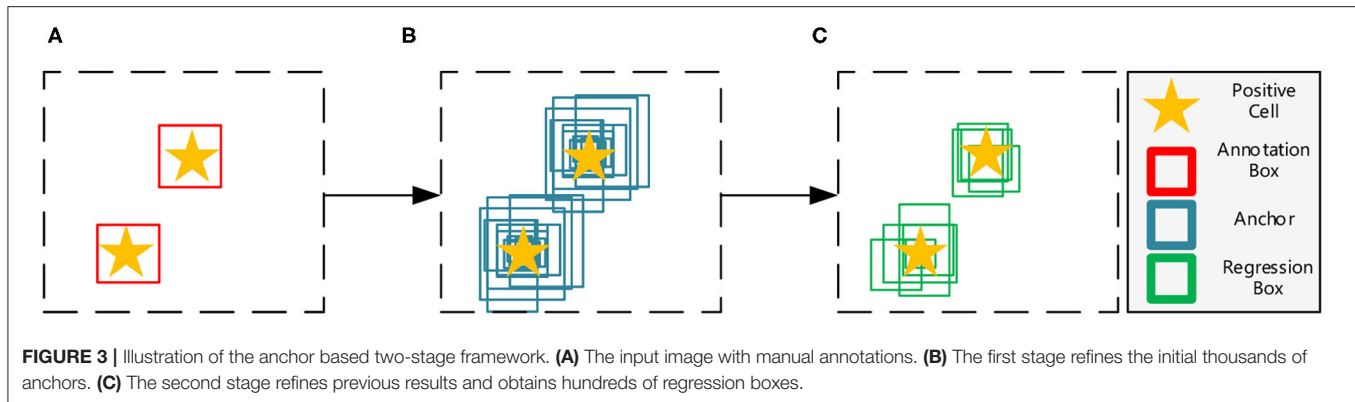 A
B
C
Positive
Cell
Annotation
Box
Anchor
Regression
Box
FIGURE 3 | Illustration of the anchor based two-stage framework. (A) The input image with manual annotations. (B) The first stage refines the initial thousands of
anchors. (C) The second stage refines previous results and obtains hundreds of regression boxes.